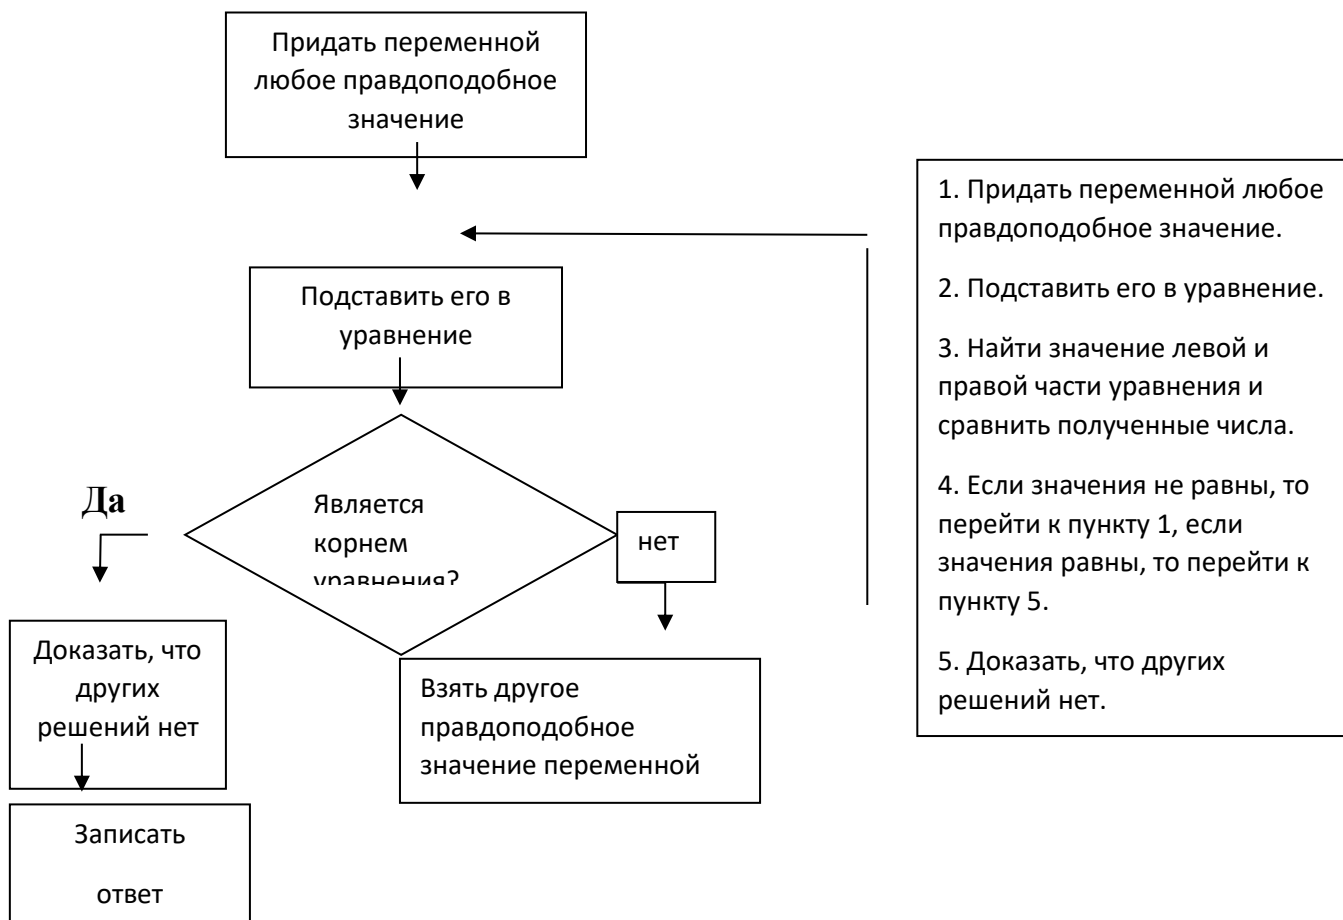 Придать переменной
любое правдоподобное
значение
Подставить его в
уравнение
Да
Является
корнем
уравнения?
нет
Доказать, что
других
решений нет
Взять другое
правдоподобное
значение переменной
Записать
ответ
1. Придать переменной любое
правдоподобное значение.
2. Подставить его в уравнение.
3. Найти значение левой и
правой части уравнения и
сравнить полученные числа.
4. Если значения не равны, то
перейти к пункту 1, если
значения равны, то перейти к
пункту 5.
5. Доказать, что других
решений нет.